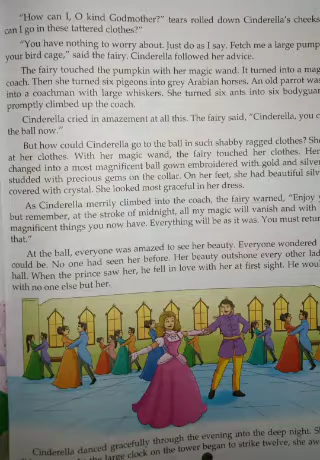 "How can I, O kind Godmother?" tears rolled down Cinderella's cheeks
can I go in these tattered clothes?"
"You have nothing to worry about. Just do as I say. Fetch me a large pump
your bird cage," said the fairy. Cinderella followed her advice.
The fairy touched the pumpkin with her magic wand. It turned into a mag
coach. Then she turned six pigeons into grey Arabian horses. An old parrot was
into a coachman with large whiskers. She turned six ants into six bodyguar
promptly climbed up the coach.
Cinderella cried in amazement at all this. The fairy said, "Cinderella, you c
the ball now."
But how could Cinderella go to the ball in such shabby ragged clothes? She
at her clothes. With her magic wand, the fairy touched her clothes. Her
changed into a most magnificent ball gown embroidered with gold and silver
studded with precious gems on the collar. On her feet, she had beautiful silv
covered with crystal. She looked most graceful in her dress.
As Cinderella merrily climbed into the coach, the fairy warned, "Enjoy
but remember, at the stroke of midnight, all my magic will vanish and with
magnificent things you now have. Everything will be as it was. You must retur
that."
At the ball, everyone was amazed to see her beauty. Everyone wondered
could be. No one had seen her before. Her beauty outshone every other lad
hall. When the prince saw her, he fell in love with her at first sight. He wou
with no one else but her.
Cinderella danced gracefully through the evening into the deep night. S
large clock on the tower began to strike twelve, she aw